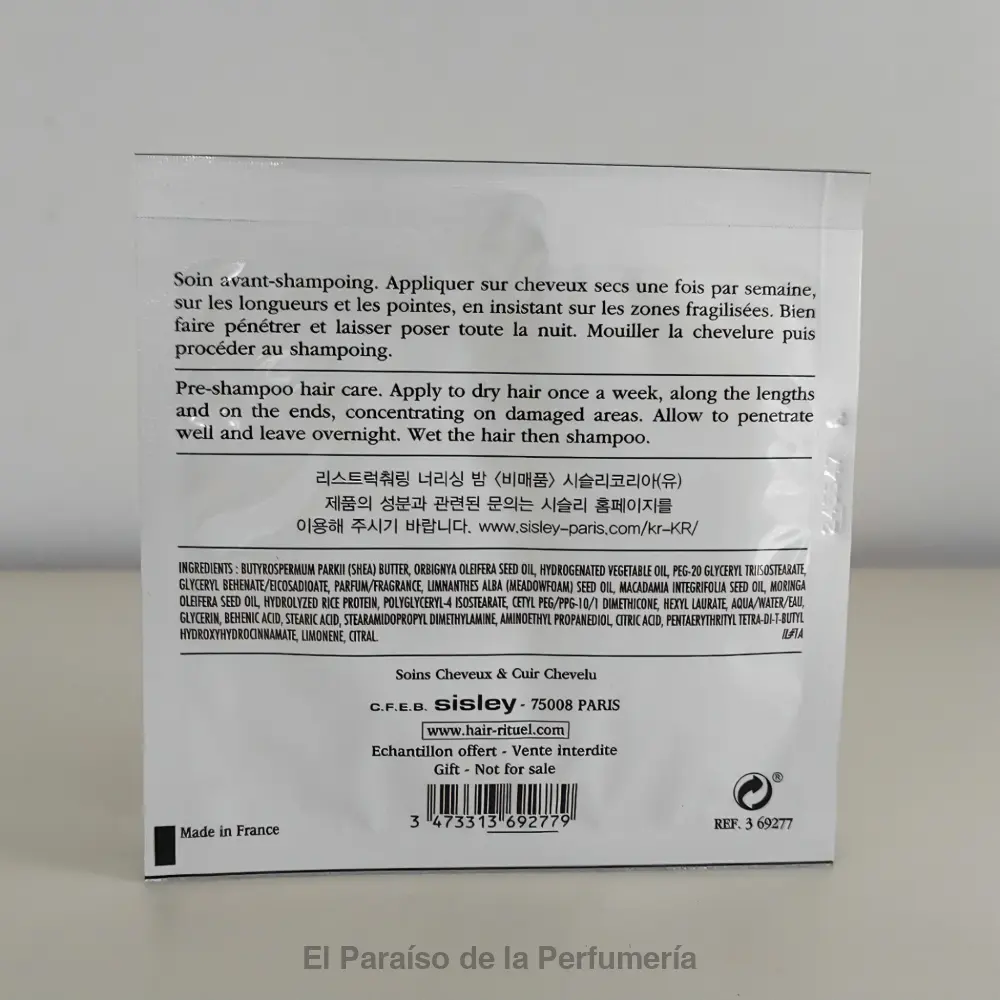 Soin avant-shampoing. Appliquer sur cheveux secs une fois par semaine,
sur les longueurs et les pointes, en insistant sur les zones fragilisées. Bien
faire pénétrer et laisser poser toute la nuit. Mouiller la chevelure puis
procéder au shampoing.
Pre-shampoo hair care. Apply to dry hair once a week, along the lengths
and on the ends, concentrating on damaged areas. Allow to penetrate
well and leave overnight. Wet the hair then shampoo.
리스트럭춰링 너리싱 밤 〈비매품〉 시슬리코리아(유)
제품의 성분과 관련된 문의는 시슬리 홈페이지를
이용해 주시기 바랍니다. www.sisley-paris.com/kr-KR/
INGREDIENTS : BUTYROSPERMUM PARKII (SHEA) BUTTER, ORBIGNYA OLEIFERA SEED OIL, HYDROGENATED VEGETABLE OIL, PEG-20 GLYCERYL TRIISOSTEARATE,
GLYCERYL BEHENATE/EICOSADIOATE, PARFUM/FRAGRANCE, LIMNANTHES ALBA (MEADOWFOAM) SEED OIL, MACADAMIA INTEGRIFOLIA SEED OIL, MORINGA
OLEIFERA SEED OIL, HYDROLYZED RICE PROTEIN, POLYGLYCERYL-4 ISOSTEARATE, CETYL PEG/PPG-10/1 DIMETHICONE, HEXYL LAURATE, AQUA/WATER/EAU,
GLYCERIN, BEHENIC ACID, STEARIC ACID, STEARAMIDOPROPYL DIMETHYLAMINE, AMINOETHYL PROPANEDIOL, CITRIC ACID, PENTAERYTHRITYL TETRA-DI-T-BUTYL
HYDROXYHYDROCINNAMATE, LIMONENE, CITRAL. IL#1A
Soins Cheveux & Cuir Chevelu
C.F.E.B. sisley - 75008 PARIS
www.hair-rituel.com
Echantillon offert - Vente interdite
Gift - Not for sale
3 473313 692779
Made in France
®
REF. 3 69277
El Paraíso de la Perfumería